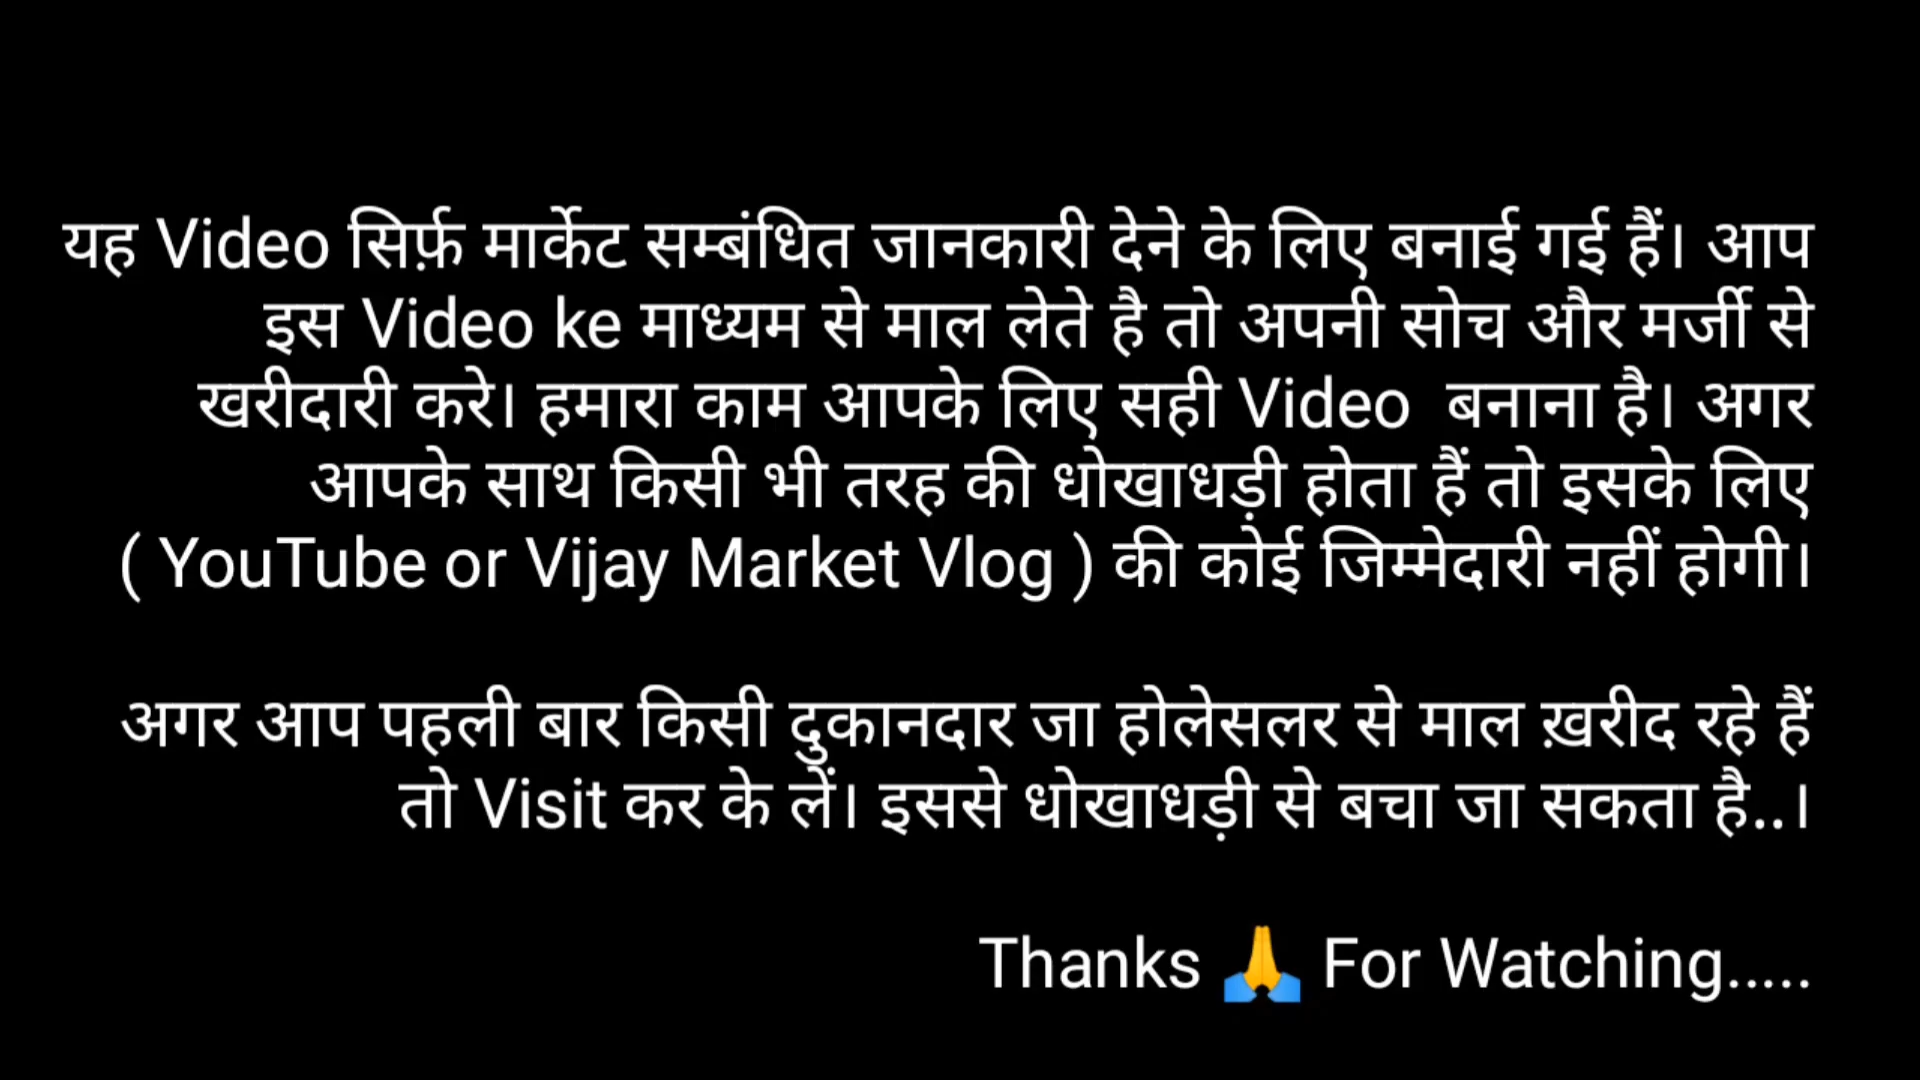 यह Video सिर्फ़ मार्केट सम्बंधित जानकारी देने के लिए बनाई गई हैं। आप
इस Video ke माध्यम से माल लेते है तो अपनी सोच और मर्जी से
खरीदारी करे। हमारा काम आपके लिए सही Video  बनाना है। अगर
आपके साथ किसी भी तरह की धोखाधड़ी होता हैं तो इसके लिए
( YouTube or Vijay Market Vlog ) की कोई जिम्मेदारी नहीं होगी।
अगर आप पहली बार किसी दुकानदार जा होलेसलर से माल ख़रीद रहे हैं
तो Visit कर के लें। इससे धोखाधड़ी से बचा जा सकता है..।
Thanks 🙏 For Watching.....